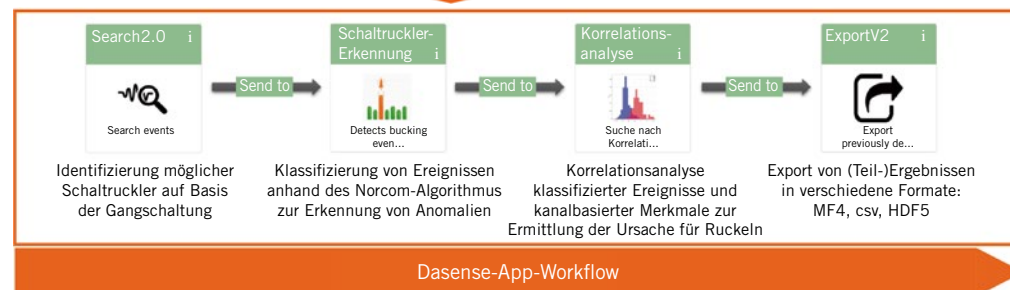 Search2.0 i
Search events
Identifizierung möglicher
Schaltruckler auf Basis
der Gangschaltung
Send to
Schaltruckler-
Erkennung i
Detects bucking
even...
Klassifizierung von Ereignissen
anhand des Norcom-Algorithmus
zur Erkennung von Anomalien
Send to
Korrelations-
analyse i
Suche nach
Korrelati...
Korrelationsanalyse
klassifizierter Ereignisse und
kanalbasierter Merkmale zur
Ermittlung der Ursache für Ruckeln
Send to
ExportV2 i
Export
previously de...
Export von (Teil-)Ergebnissen
in verschiedene Formate:
MF4, csv, HDF5
Dasense-App-Workflow